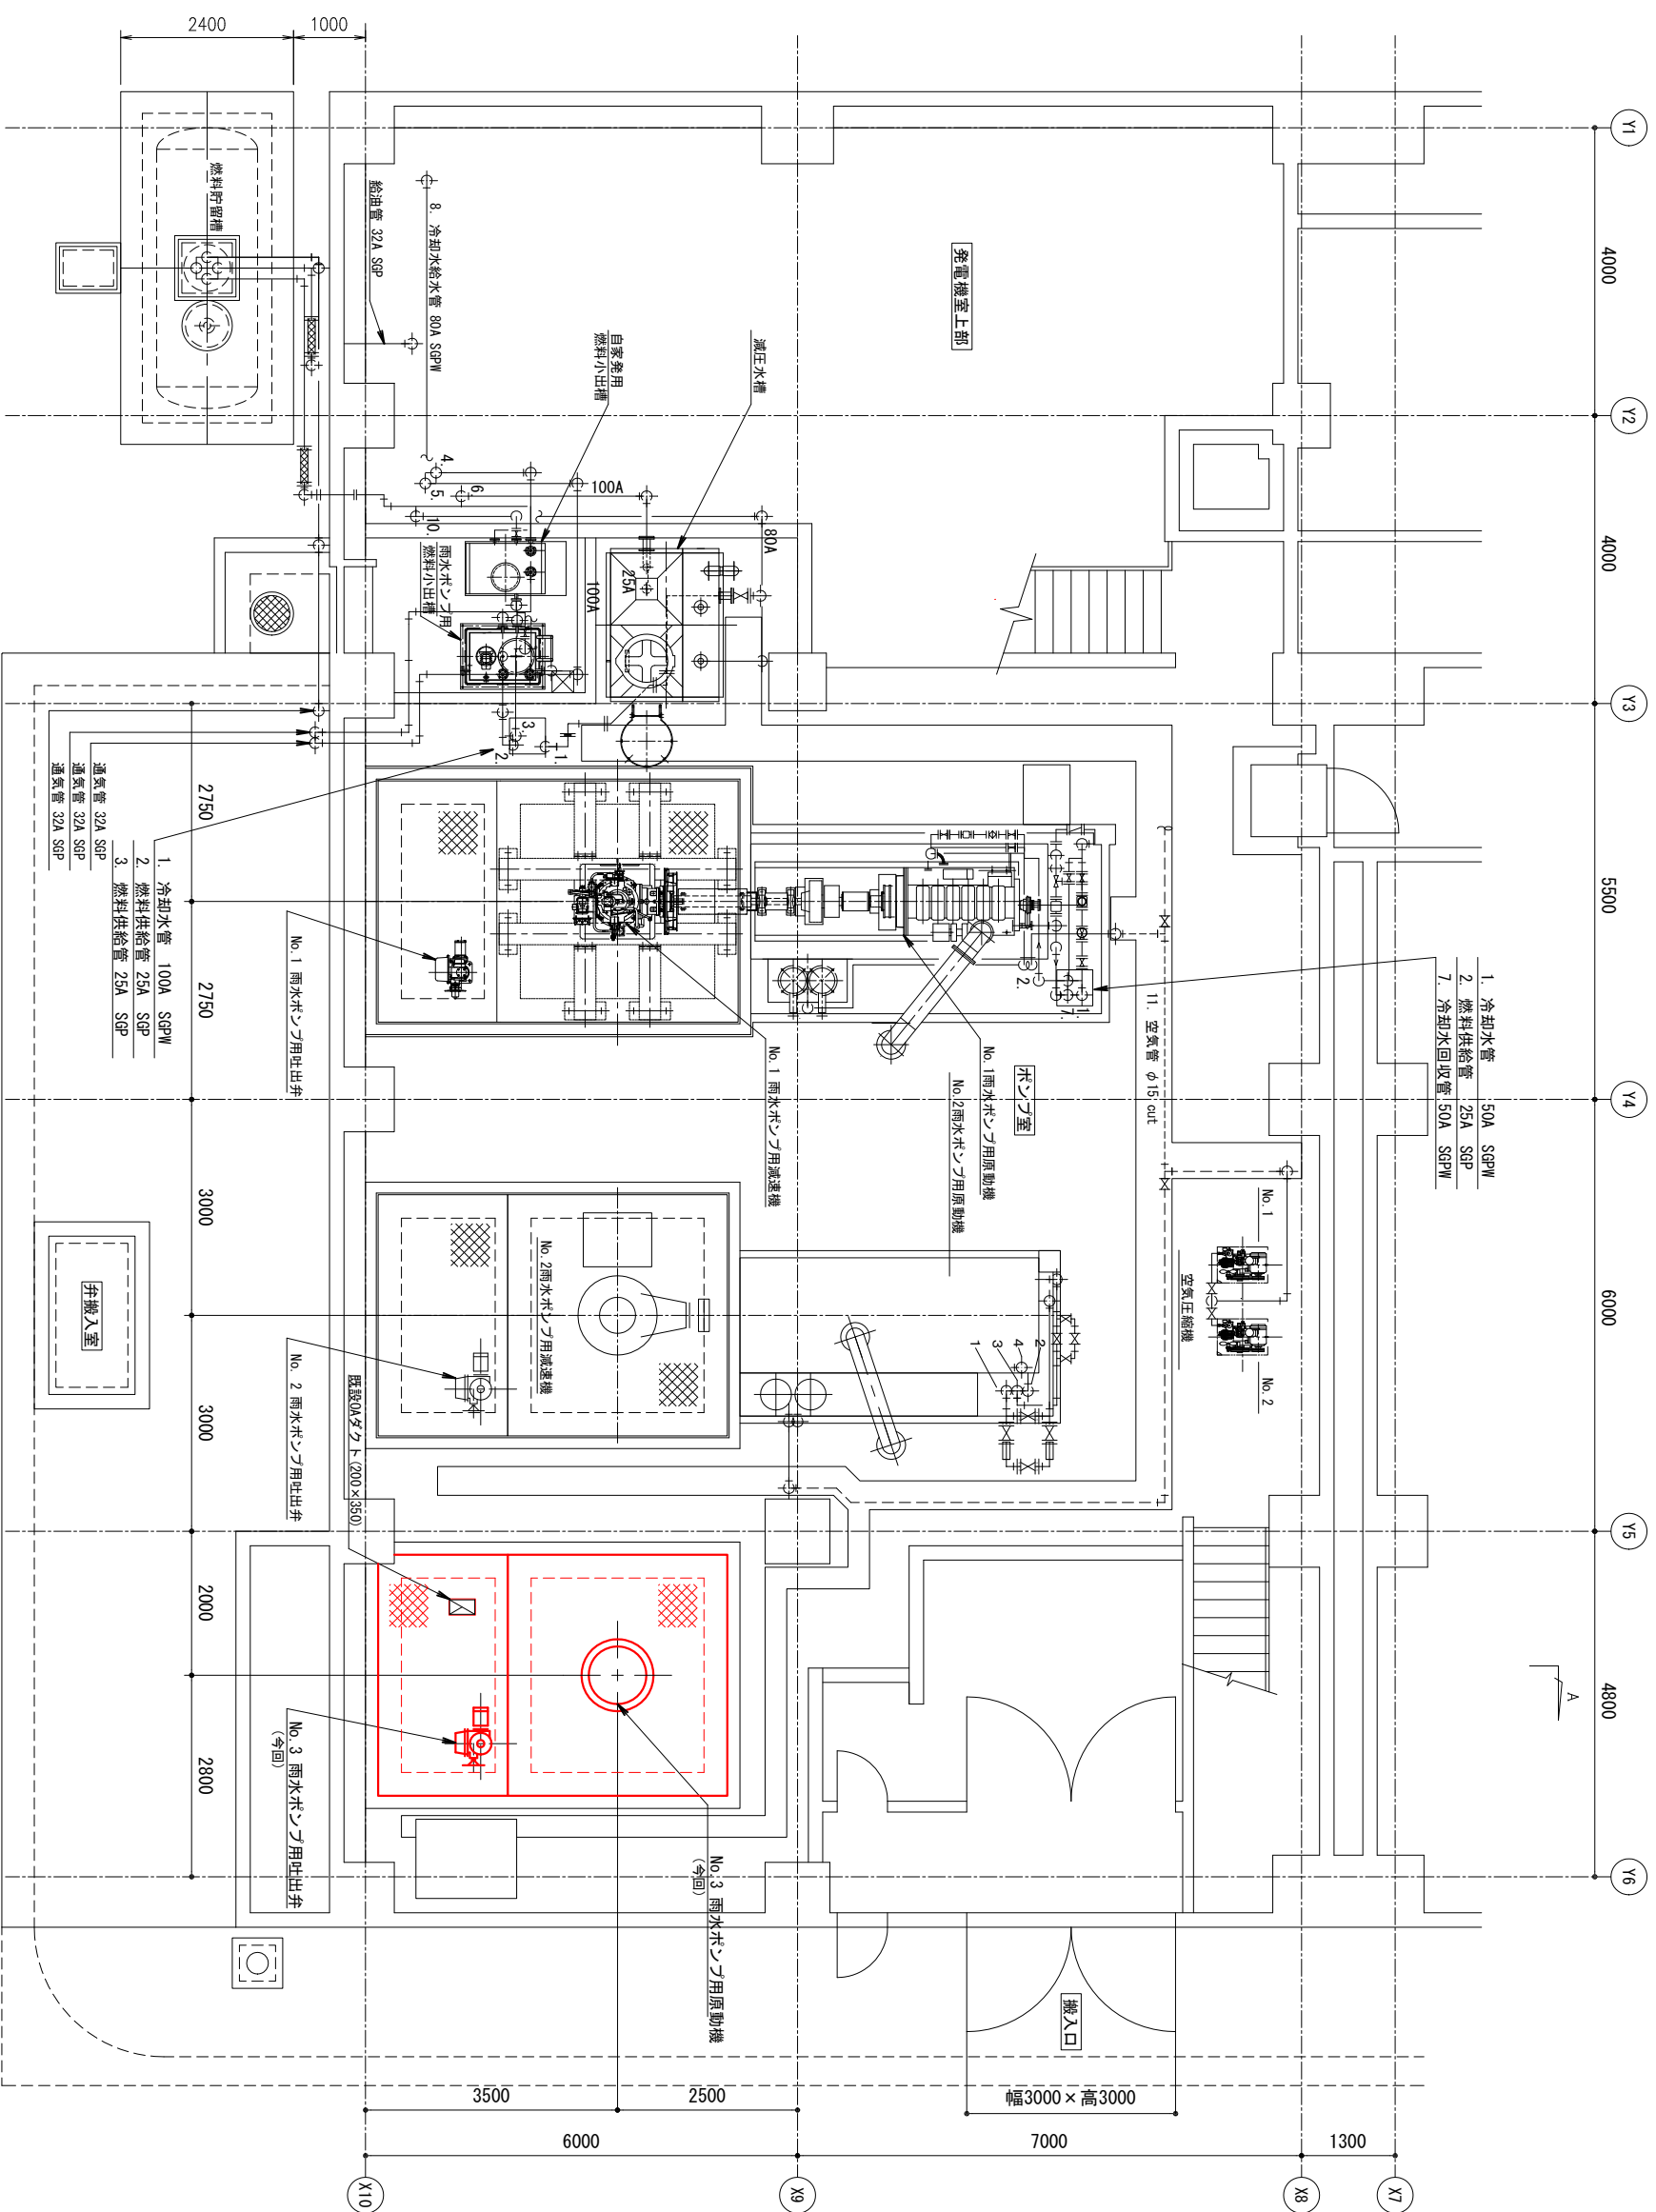 Y1
Y2
Y3
Y4
Y5
Y6
4000
4000
5500
6000
4800
2400
1000
燃料貯留槽
8. 冷却水給水管 80A SGPW
給油管 32A SGP
自家発用
燃料小出槽
減圧水槽
発電機室上部
4.
5.
6
10.
100A
80A
25A
100A
雨水ポンプ用
燃料小出槽
3.
2.
1.
通気管 32A SGP
通気管 32A SGP
通気管 32A SGP
1. 冷却水管 100A SGPW
2. 燃料供給管 25A SGP
3. 燃料供給管 25A SGP
1. 冷却水管 50A SGPW
2. 燃料供給管 25A SGP
7. 冷却水回収管 50A SGPW
2.
1.
7.
11. 空気管 φ15 cut
ポンプ室
No.1雨水ポンプ用原動機
No.2雨水ポンプ用原動機
No.1 雨水ポンプ用減速機
No.1 雨水ポンプ用吐出弁
No.1
空気圧縮機
No.2
1
3
4
2
No.2雨水ポンプ用減速機
No. 2 雨水ポンプ用吐出弁
既設OAダクト(200×350)
弁搬入室
2750
2750
3000
3000
2000
2800
No.3 雨水ポンプ用吐出弁
(今回)
No.3 雨水ポンプ用原動機
(今回)
A
搬入口
幅3000×高3000
3500
2500
6000
7000
1300
X10
X9
X8
X7